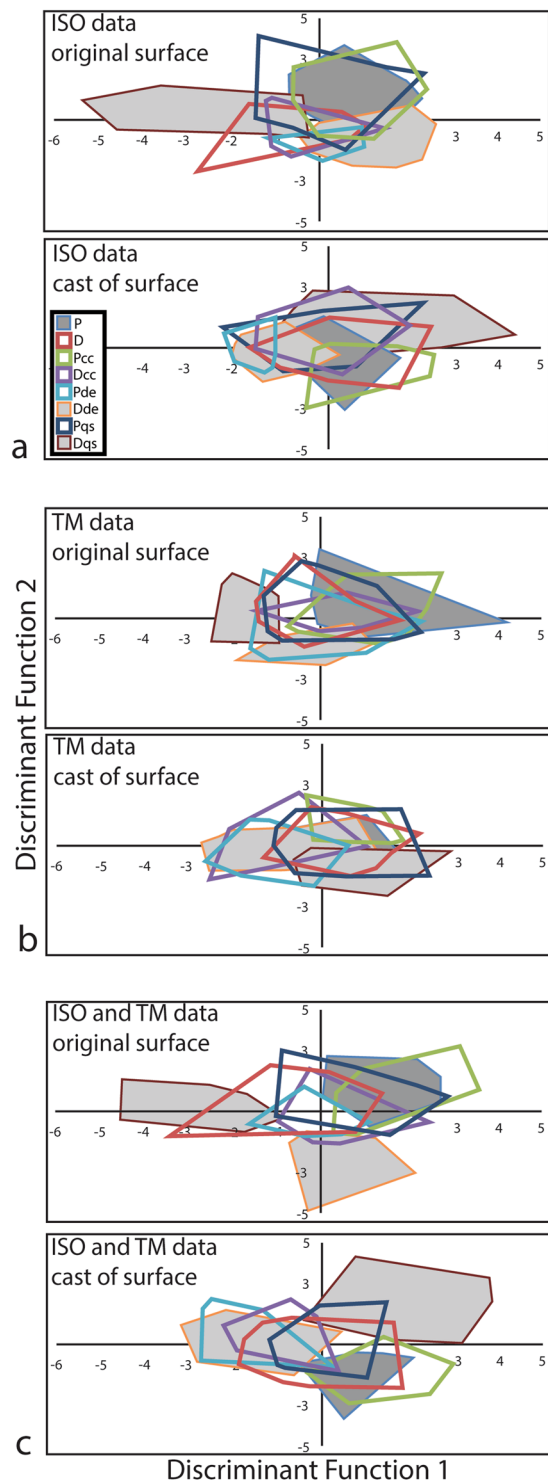 ISO data
original surface
5
3
-6 -5 -4 -3 -2 3 4 5
-3
-5
ISO data
cast of surface
5
3
P
D
Pcc
Dcc
Pde
Dde
Pqs
Dqs
-2 3 4 5
-3
-5
a
TM data
original surface
5
3
-6 -5 -4 -3 3 4 5
-3
-5
Discriminant Function 2
TM data
cast of surface
5
3
-6 -5 -4 -3 -2 3 4 5
-3
-5
b
ISO and TM data
original surface
5
3
-6 -5 -4 -3 -2 3 4 5
-3
-5
ISO and TM data
cast of surface
5
3
-6 -5 -4 -3 -2 3 4 5
-3
-5
c
Discriminant Function 1